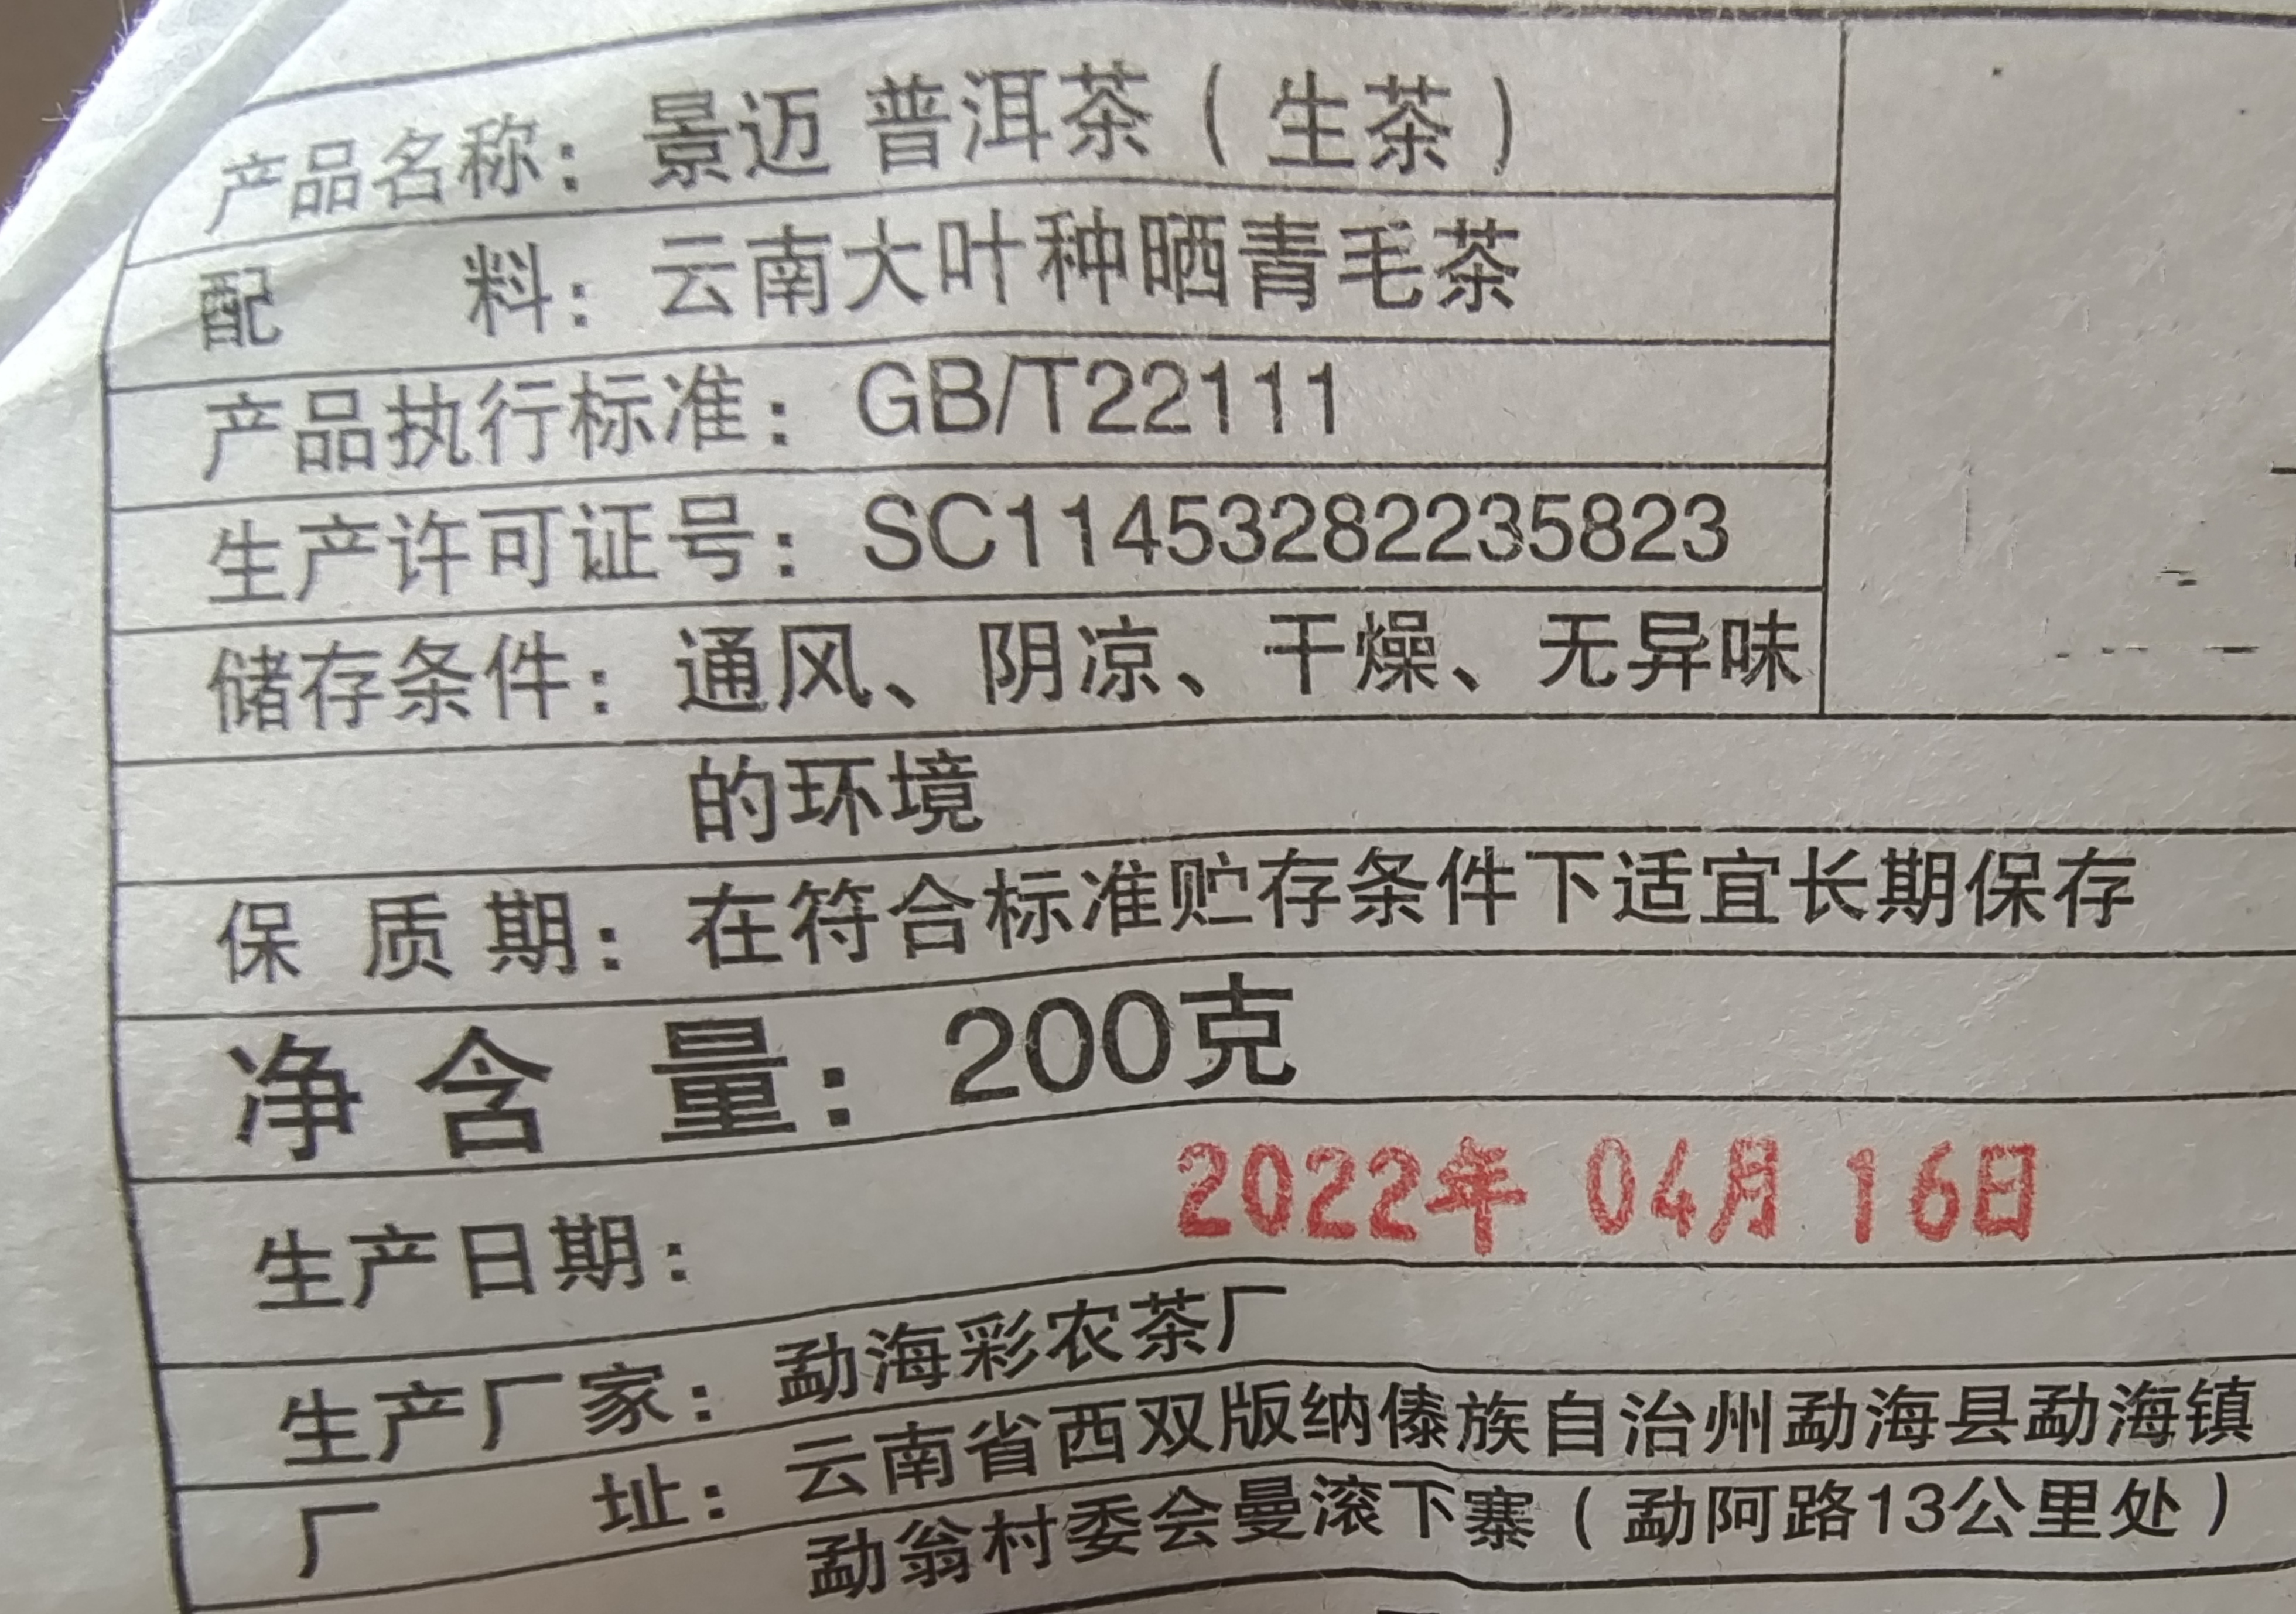 产品名称：景迈 普洱茶（生茶）
配 料：云南大叶种晒青毛茶
产品执行标准：GB/T22111
生产许可证号：SC11453282235823
储存条件：通风、阴凉、干燥、无异味
的环境
保 质 期：在符合标准贮存条件下适宜长期保存
净 含 量：200克
生产日期：2022年 04月 16日
生产厂家：勐海彩农茶厂
厂 址：云南省西双版纳傣族自治州勐海县勐海镇
勐翁村委会曼滚下寨（勐阿路13公里处）